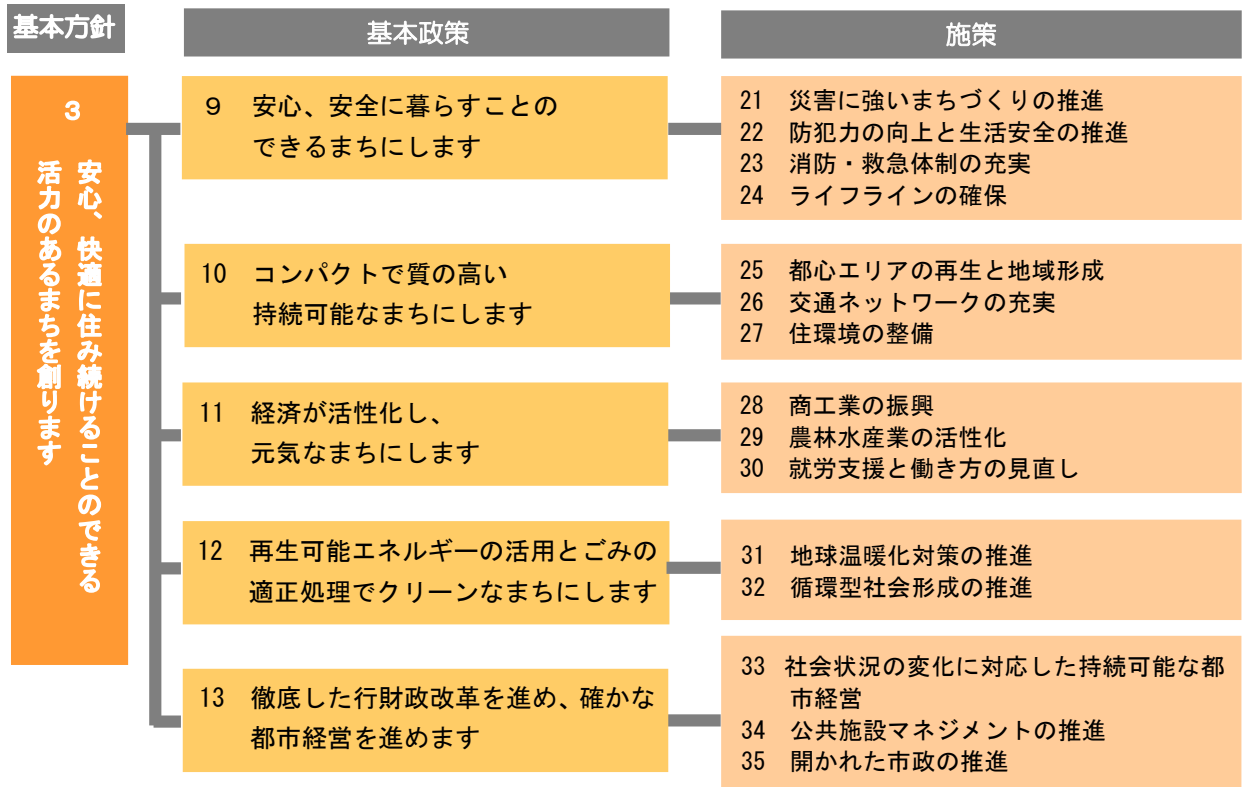 基本方針
基本政策
施策
3
安心、快適に住み続けることのできる
活力のあるまちを創ります
9 安心、安全に暮らすことの
できるまちにします
21 災害に強いまちづくりの推進
22 防犯力の向上と生活安全の推進
23 消防・救急体制の充実
24 ライフラインの確保
10 コンパクトで質の高い
持続可能なまちにします
25 都心エリアの再生と地域形成
26 交通ネットワークの充実
27 住環境の整備
11 経済が活性化し、
元気なまちにします
28 商工業の振興
29 農林水産業の活性化
30 就労支援と働き方の見直し
12 再生可能エネルギーの活用とごみの
適正処理でクリーンなまちにします
31 地球温暖化対策の推進
32 循環型社会形成の推進
13 徹底した行財政改革を進め、確かな
都市経営を進めます
33 社会状況の変化に対応した持続可能な都
市経営
34 公共施設マネジメントの推進
35 開かれた市政の推進